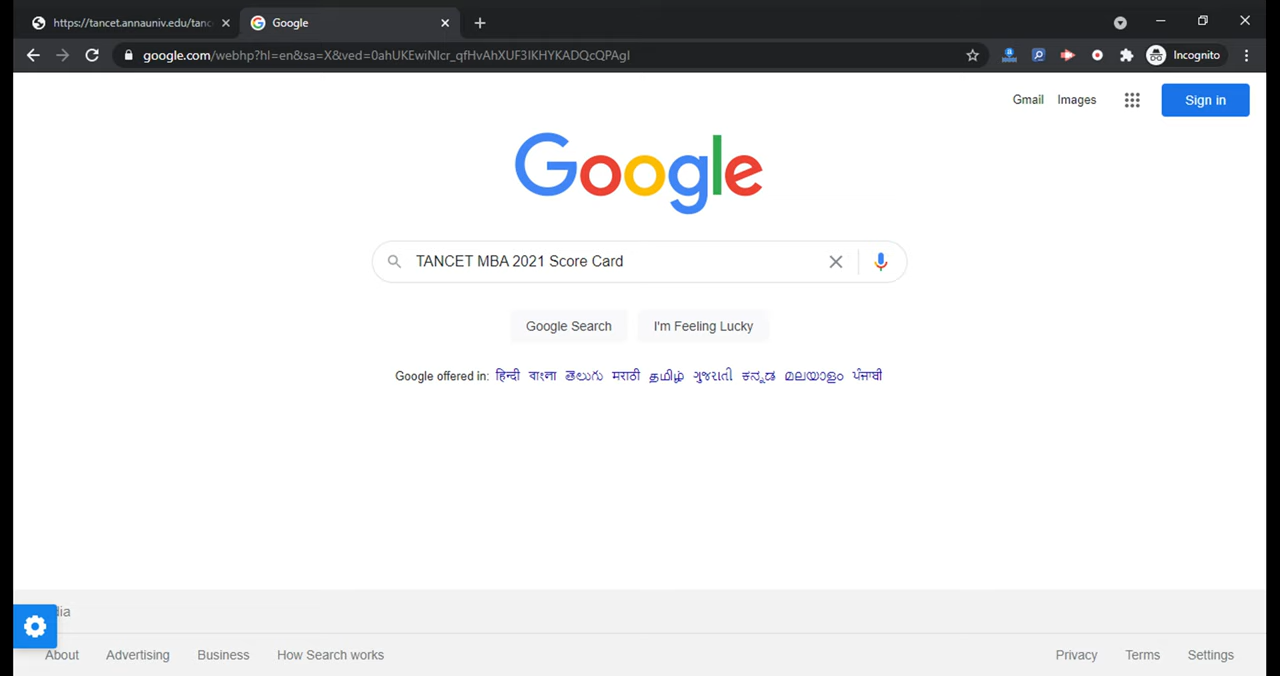 https://tancet.annauniv.edu/tanc
Google
google.com/webhp?hl=en&sa=X&ved=0ahUKEwiNlcr_qfHvAhXUF3IKHYKADQcQPAgI
Incognito
Gmail Images
Sign in
Google
TANCET MBA 2021 Score Card
Google Search
I'm Feeling Lucky
Google offered in: हिन्दी বাংলা తెలుగు मराठी தமிழ் ગુજરાતી ಕನ್ನಡ മലയാളം ਪੰਜਾਬੀ
dia
About Advertising Business How Search works
Privacy Terms Settings